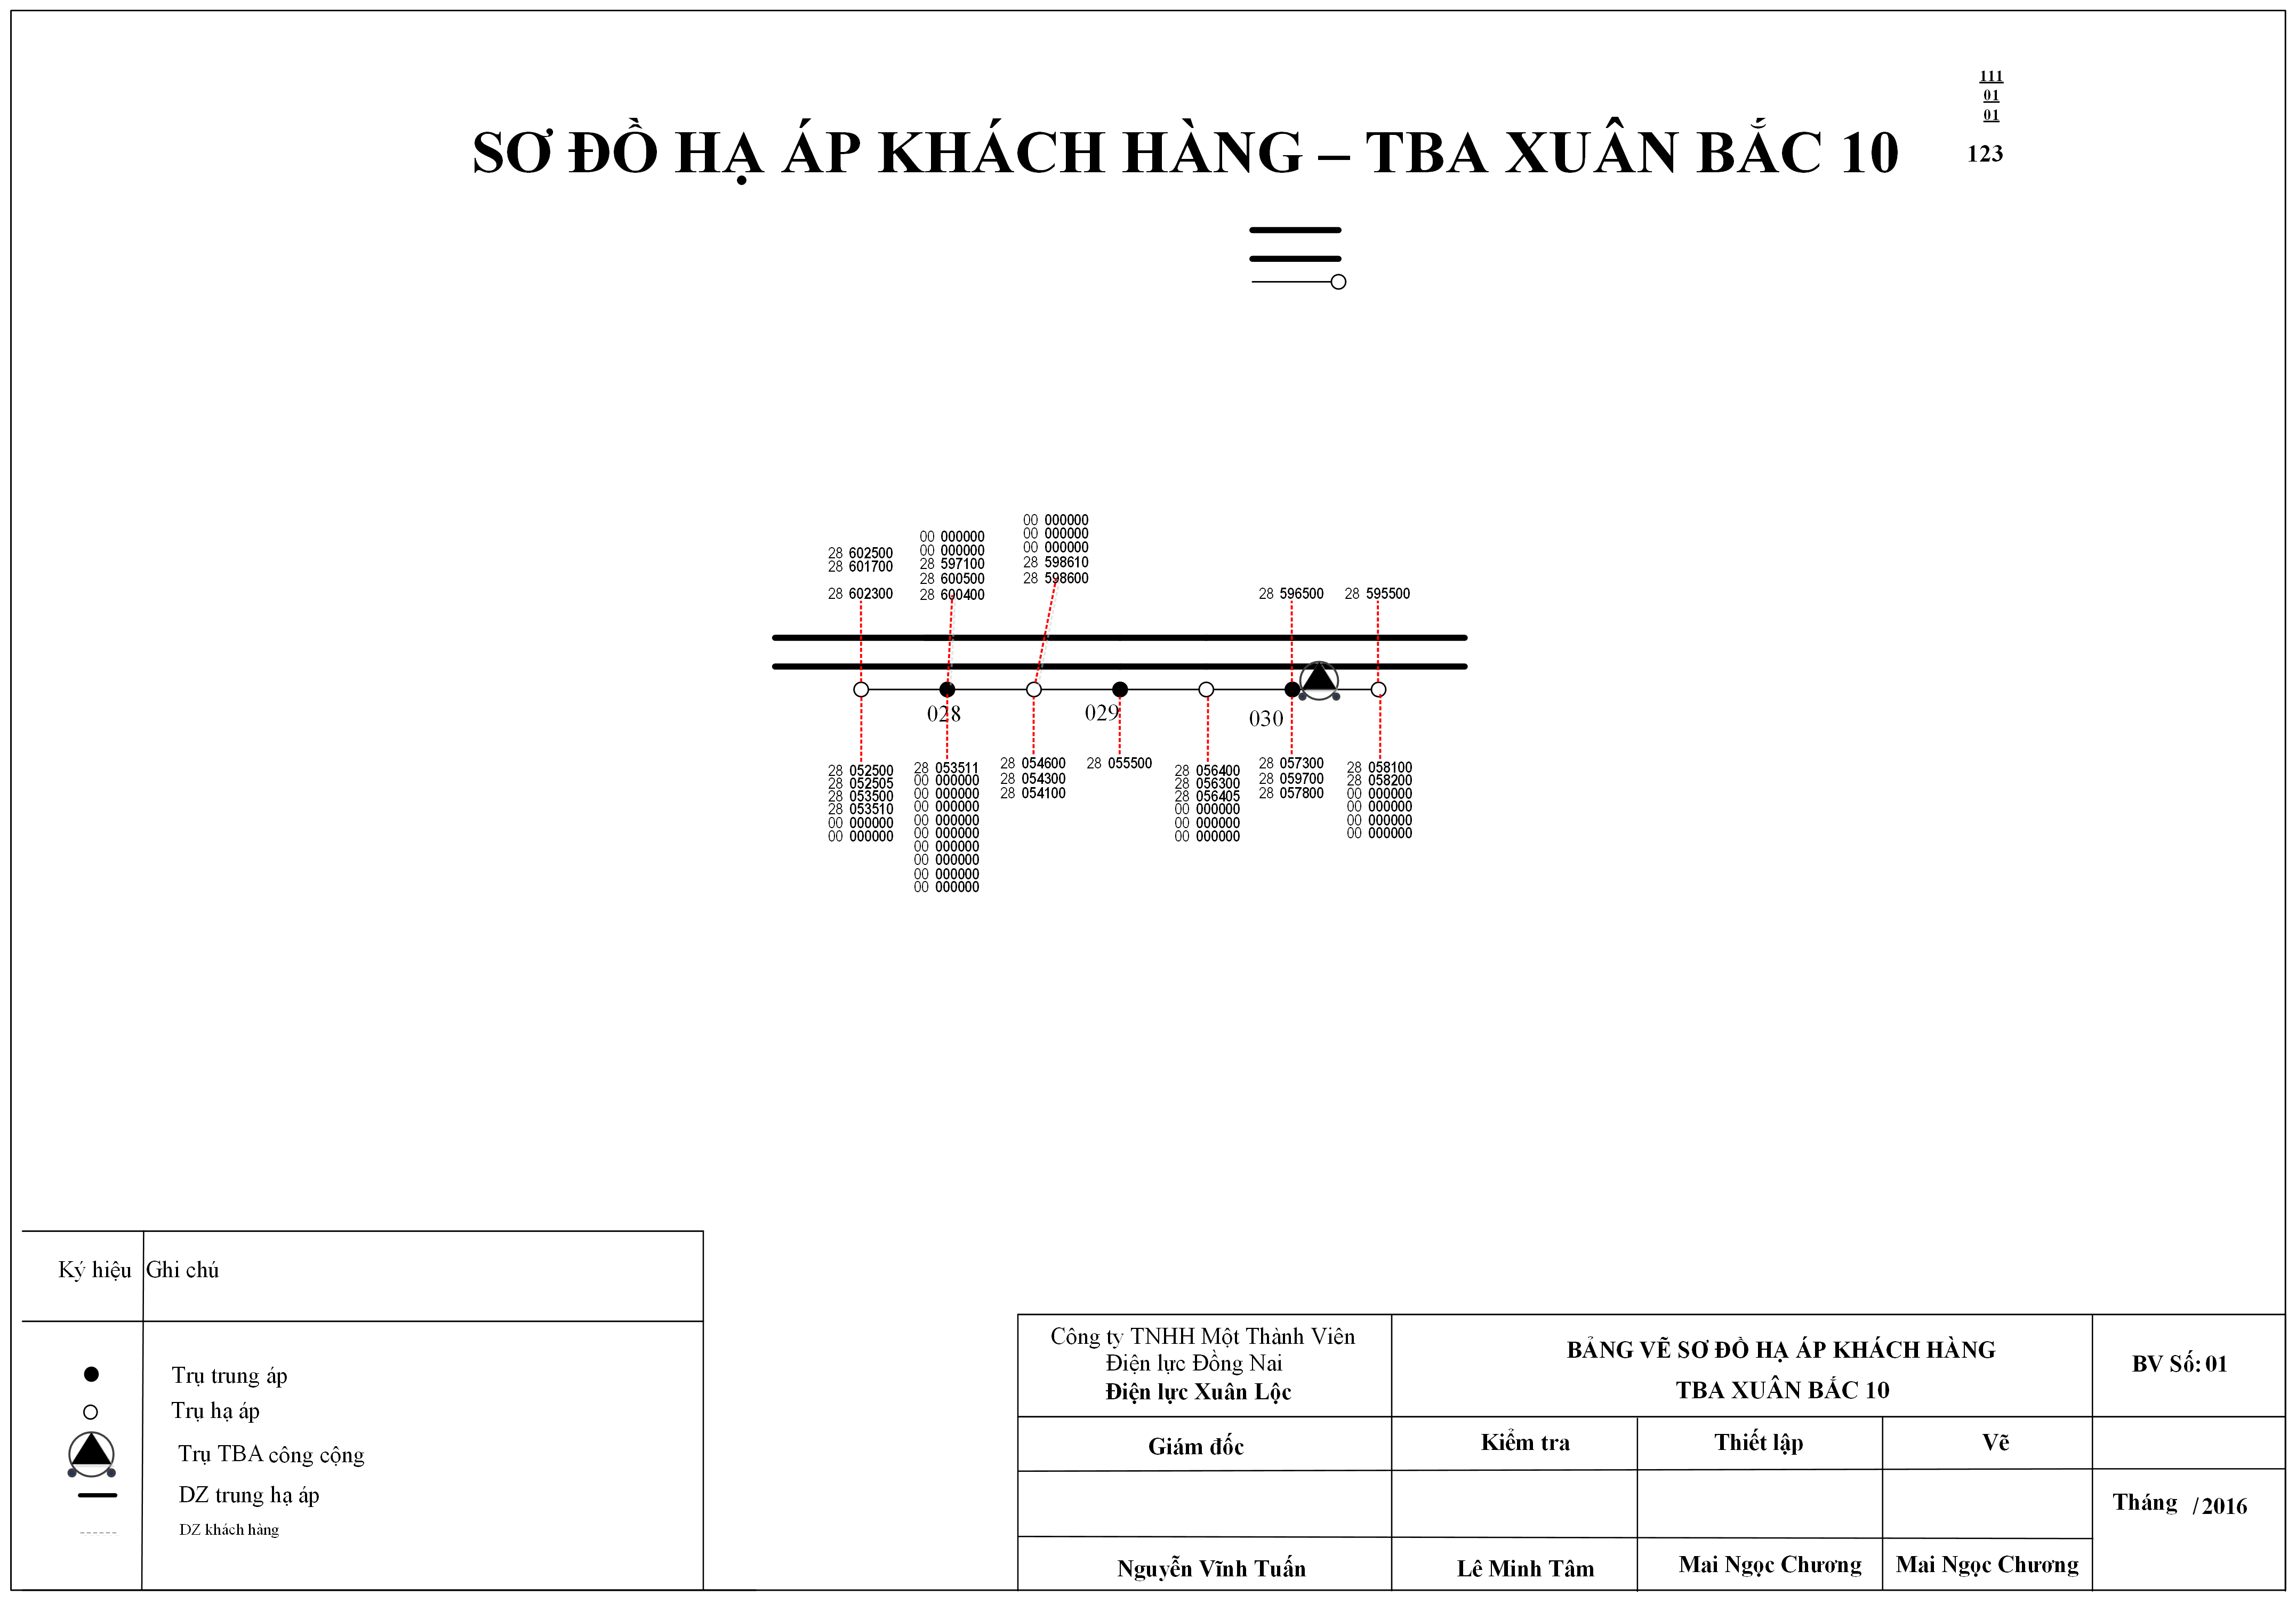 111
01
01
SƠ ĐỒ HẠ ÁP KHÁCH HÀNG – TBA XUÂN BẮC 10
123
28 602500
28 601700
28 602300
00 000000
00 000000
28 597100
28 600500
28 600400
00 000000
00 000000
00 000000
28 598610
28 598600
28 596500
28 595500
028
029
030
28 052500
28 052505
28 053500
28 053510
00 000000
00 000000
28 053511
00 000000
00 000000
00 000000
00 000000
00 000000
00 000000
00 000000
00 000000
00 000000
28 054600
28 054300
28 054100
28 055500
28 056400
28 056300
28 056405
00 000000
00 000000
00 000000
28 057300
28 059700
28 057800
28 058100
28 058200
00 000000
00 000000
00 000000
00 000000
Ký hiệu Ghi chú
Trụ trung áp
Trụ hạ áp
Trụ TBA công cộng
DZ trung hạ áp
DZ khách hàng
Công ty TNHH Một Thành Viên
Điện lực Đồng Nai
Điện lực Xuân Lộc
BẢNG VẼ SƠ ĐỒ HẠ ÁP KHÁCH HÀNG
TBA XUÂN BẮC 10
BV Số: 01
Giám đốc
Kiểm tra
Thiết lập
Vẽ
Tháng /2016
Nguyễn Vĩnh Tuấn
Lê Minh Tâm
Mai Ngọc Chương
Mai Ngọc Chương